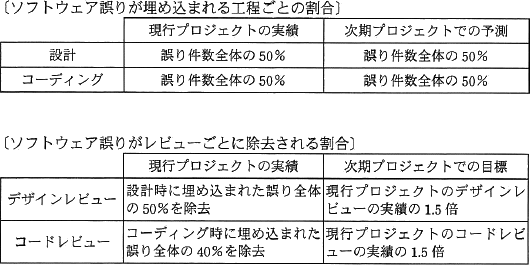 〔ソフトウェア誤りが埋め込まれる工程ごとの割合〕
現行プロジェクトの実績 次期プロジェクトでの予測
設計 誤り件数全体の50% 誤り件数全体の50%
コーディング 誤り件数全体の50% 誤り件数全体の50%
〔ソフトウェア誤りがレビューごとに除去される割合〕
現行プロジェクトの実績 次期プロジェクトでの目標
デザインレビュー
設計時に埋め込まれた誤り全体
の50%を除去
現行プロジェクトのデザインレ
ビューの実績の1.5倍
コードレビュー
コーディング時に埋め込まれた
誤り全体の40%を除去
現行プロジェクトのコードレビ
ューの実績の1.5倍